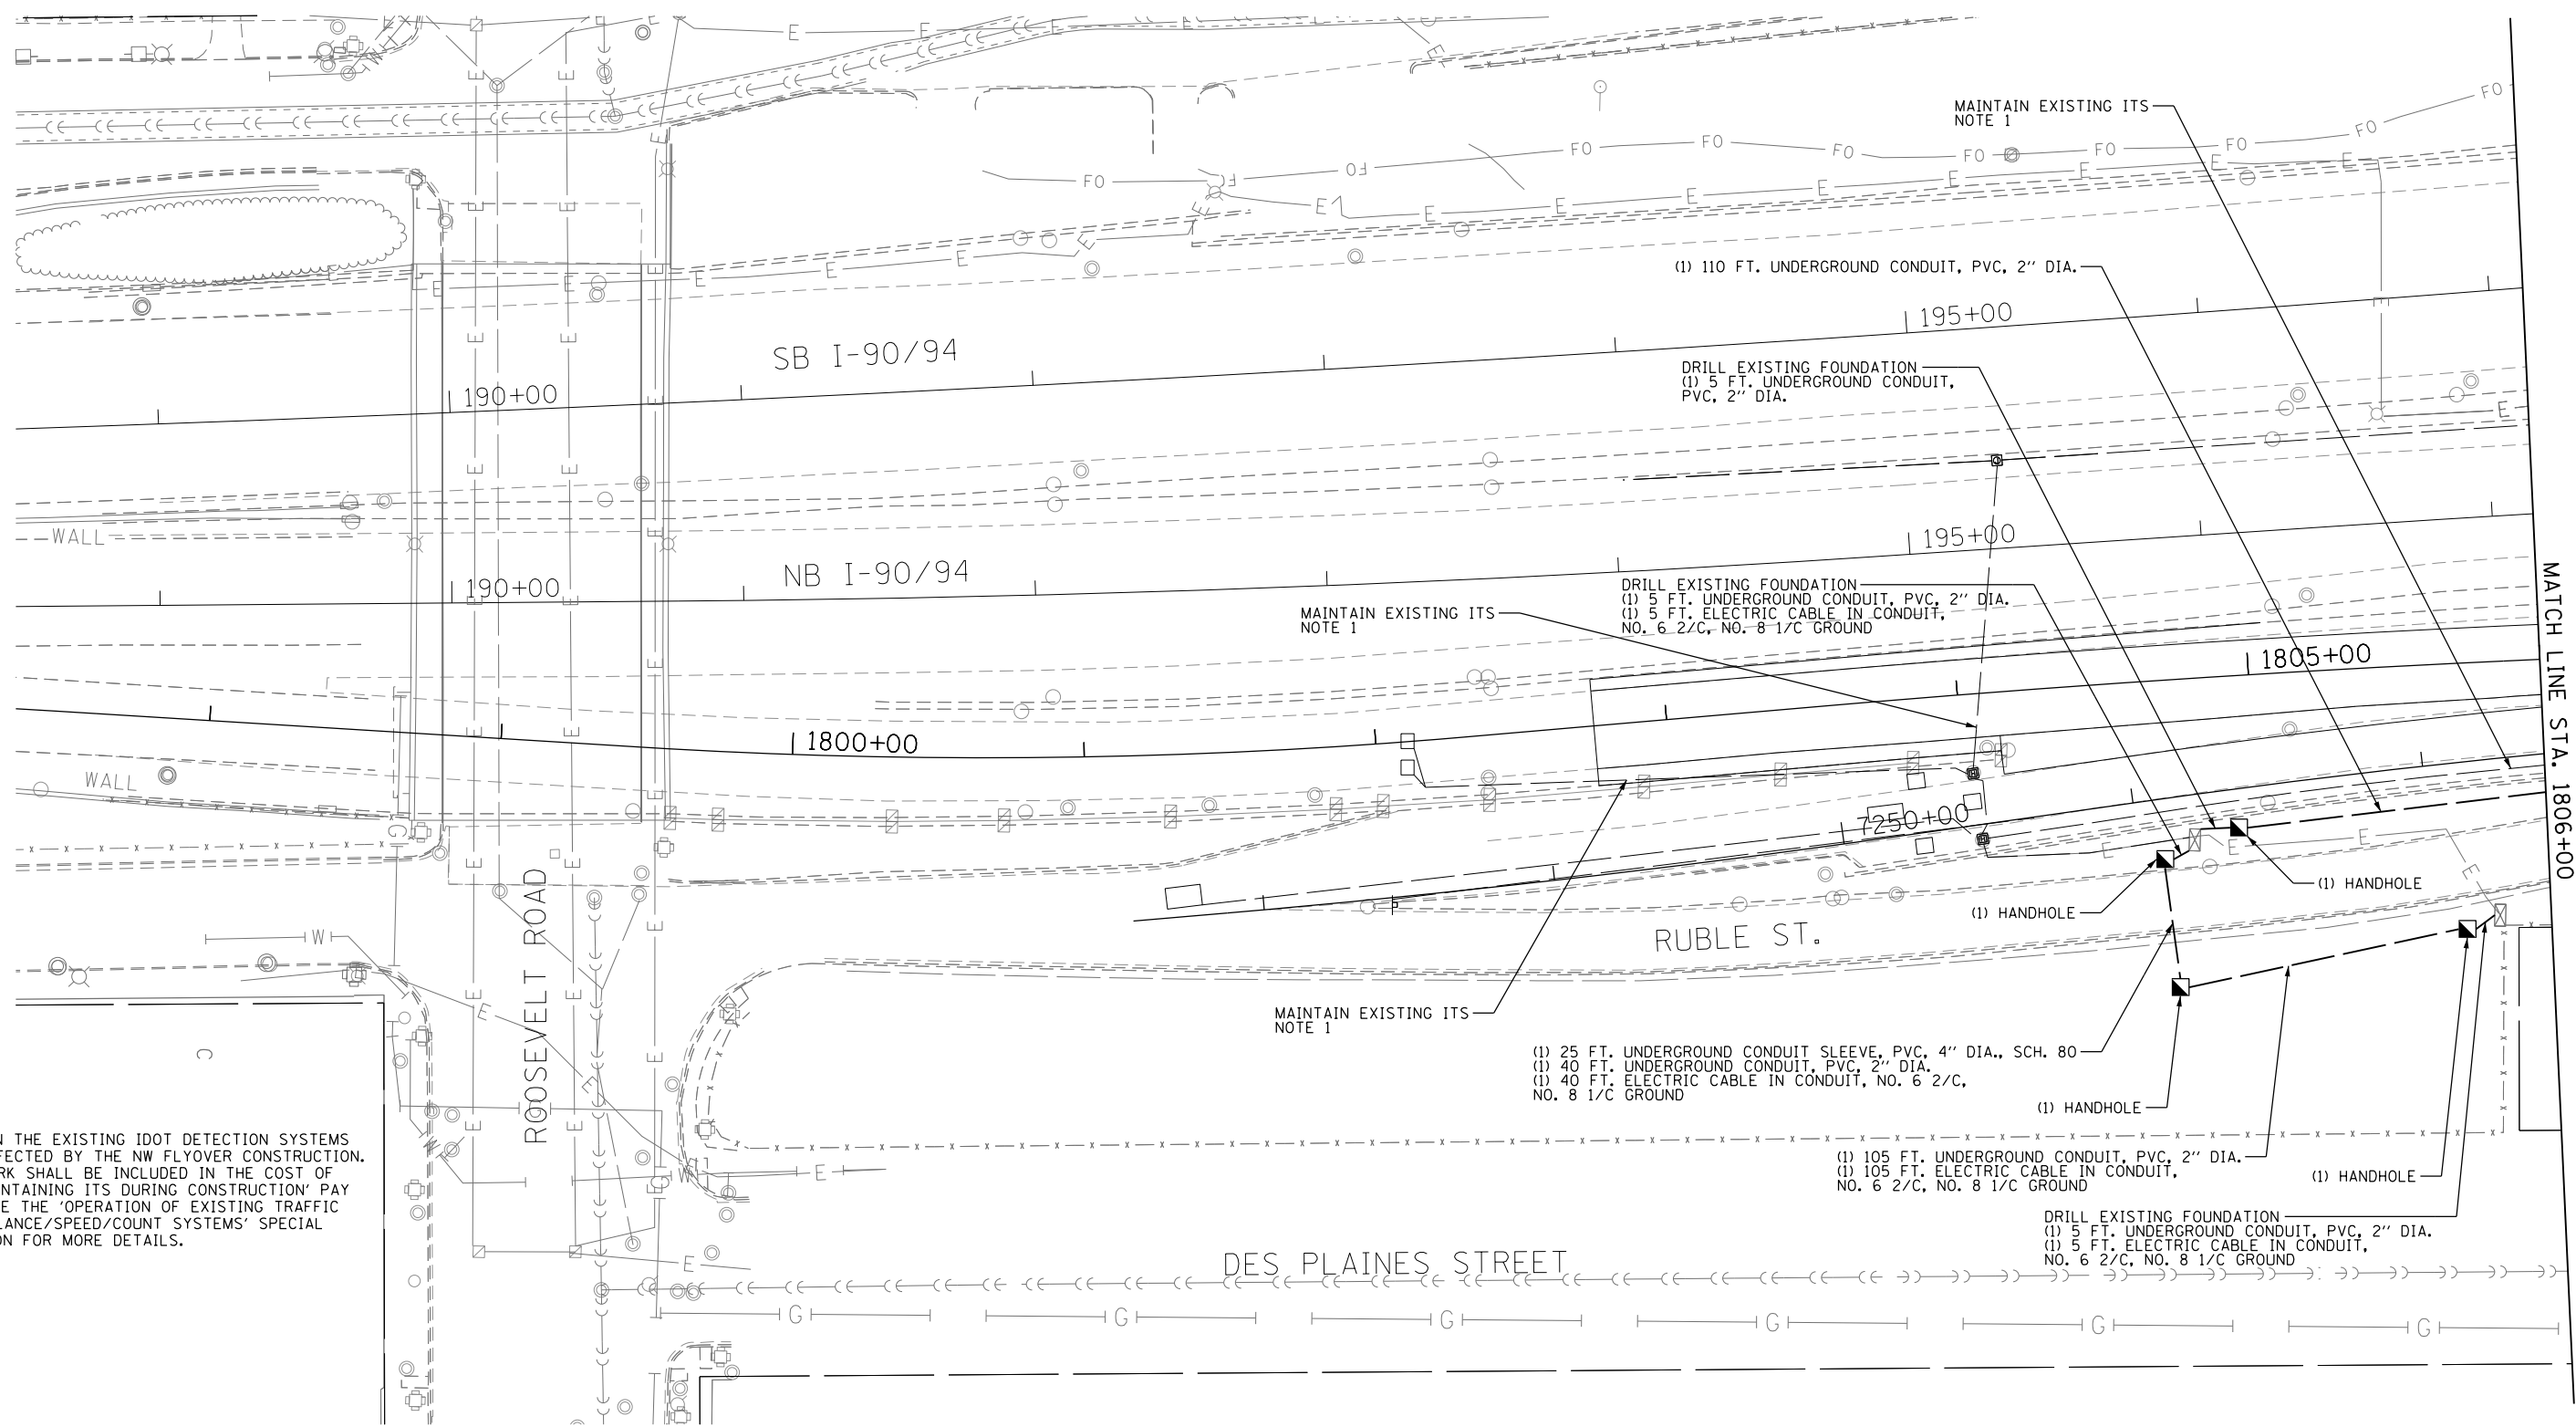 MAINTAIN EXISTING ITS
NOTE 1
(1) 110 FT. UNDERGROUND CONDUIT, PVC, 2'' DIA.
195+00
SB I-90/94
190+00
DRILL EXISTING FOUNDATION
(1) 5 FT. UNDERGROUND CONDUIT,
PVC, 2'' DIA.
WALL
195+00
NB I-90/94
190+00
DRILL EXISTING FOUNDATION
(1) 5 FT. UNDERGROUND CONDUIT, PVC, 2'' DIA.
(1) 5 FT. ELECTRIC CABLE IN CONDUIT,
NO. 6 2/C, NO. 8 1/C GROUND
MAINTAIN EXISTING ITS
NOTE 1
1805+00
MATCH LINE STA. 1806+00
1800+00
WALL
7250+00
(1) HANDHOLE
(1) HANDHOLE
RUBLE ST.
ROOSEVELT ROAD
MAINTAIN EXISTING ITS
NOTE 1
(1) 25 FT. UNDERGROUND CONDUIT SLEEVE, PVC, 4'' DIA., SCH. 80
(1) 40 FT. UNDERGROUND CONDUIT, PVC, 2'' DIA.
(1) 40 FT. ELECTRIC CABLE IN CONDUIT, NO. 6 2/C,
NO. 8 1/C GROUND
(1) HANDHOLE
N THE EXISTING IDOT DETECTION SYSTEMS
FECTED BY THE NW FLYOVER CONSTRUCTION.
RK SHALL BE INCLUDED IN THE COST OF
NTAINING ITS DURING CONSTRUCTION' PAY
E THE 'OPERATION OF EXISTING TRAFFIC
LANCE/SPEED/COUNT SYSTEMS' SPECIAL
ON FOR MORE DETAILS.
(1) 105 FT. UNDERGROUND CONDUIT, PVC, 2'' DIA.
(1) 105 FT. ELECTRIC CABLE IN CONDUIT,
NO. 6 2/C, NO. 8 1/C GROUND
(1) HANDHOLE
DRILL EXISTING FOUNDATION
(1) 5 FT. UNDERGROUND CONDUIT, PVC, 2'' DIA.
(1) 5 FT. ELECTRIC CABLE IN CONDUIT,
NO. 6 2/C, NO. 8 1/C GROUND
DES PLAINES STREET